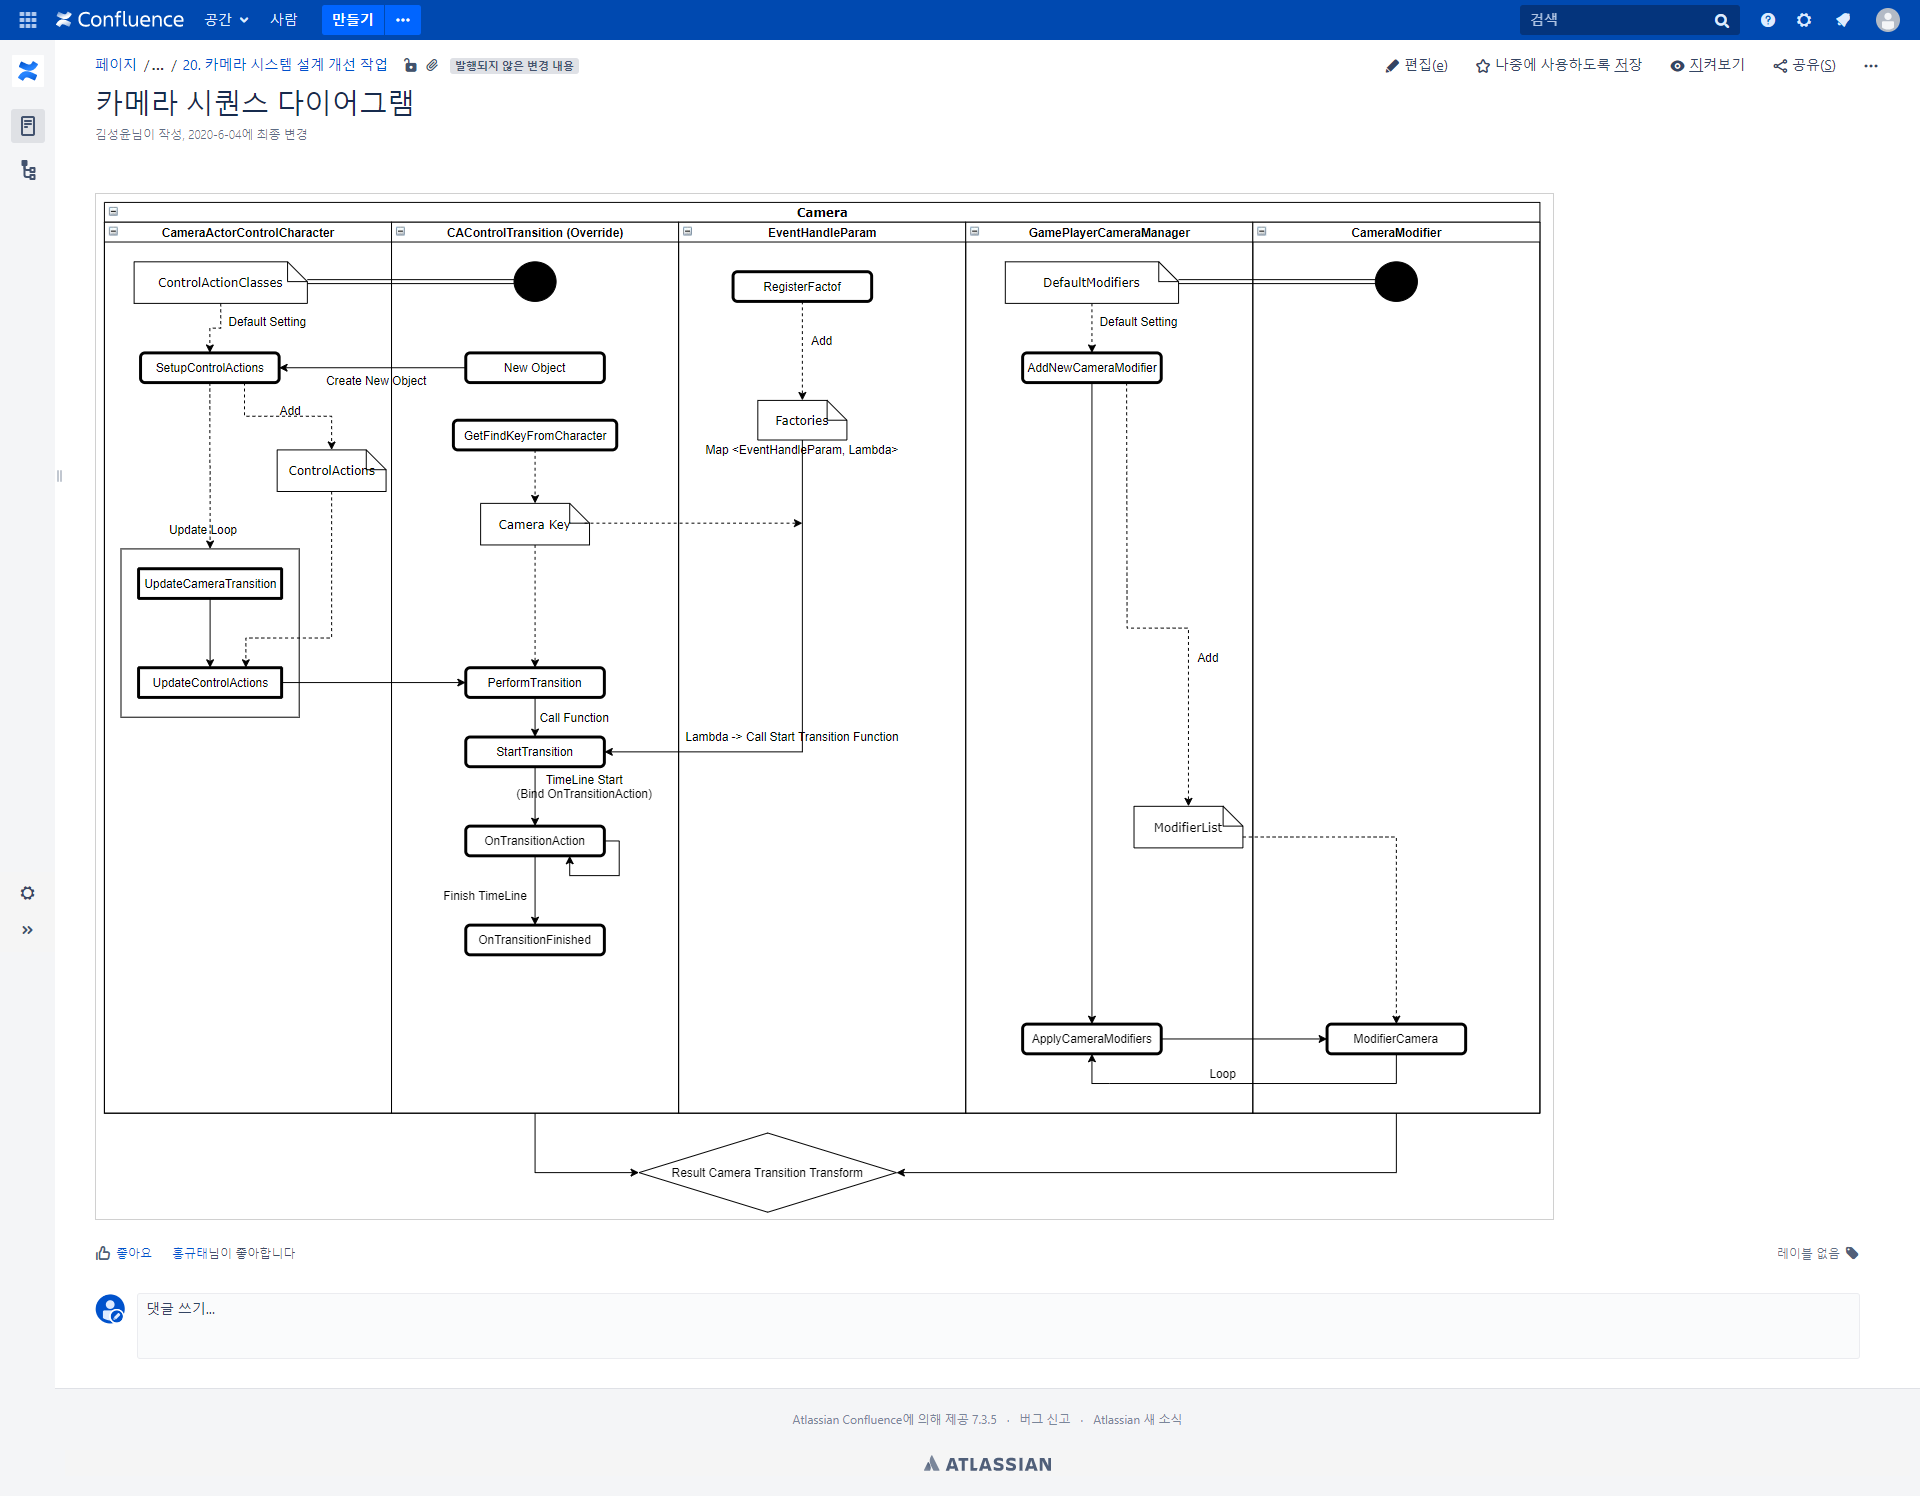 Confluence 공간 사람 만들기 ··· 검색
페이지 /... / 20. 카메라 시스템 설계 개선 작업 발행되지 않은 변경 내용 편집(e) 나중에 사용하도록 저장 지켜보기 공유(S) ···
카메라 시퀀스 다이어그램
김성윤님이 작성, 2020-6-04에 최종 변경
Camera
CameraActorControlCharacter CAControlTransition (Override) EventHandleParam GamePlayerCameraManager CameraModifier
ControlActionClasses RegisterFactof DefaultModifiers
Default Setting Add Default Setting
SetupControlActions New Object AddNewCameraModifier
Create New Object
Add
Factories
GetFindKeyFromCharacter
Map <EventHandleParam, Lambda>
ControlActions
Camera Key
Update Loop
UpdateCameraTransition
Add
UpdateControlActions PerformTransition
Call Function
Lambda -> Call Start Transition Function
StartTransition
TimeLine Start
(Bind OnTransitionAction)
ModifierList
OnTransitionAction
Finish TimeLine
OnTransitionFinished
ApplyCameraModifiers ModifierCamera
Loop
Result Camera Transition Transform
좋아요 홍규태님이 좋아합니다 레이블 없음
댓글 쓰기...
Atlassian Confluence에 의해 제공 7.3.5 · 버그 신고 · Atlassian 새 소식
ATLASSIAN